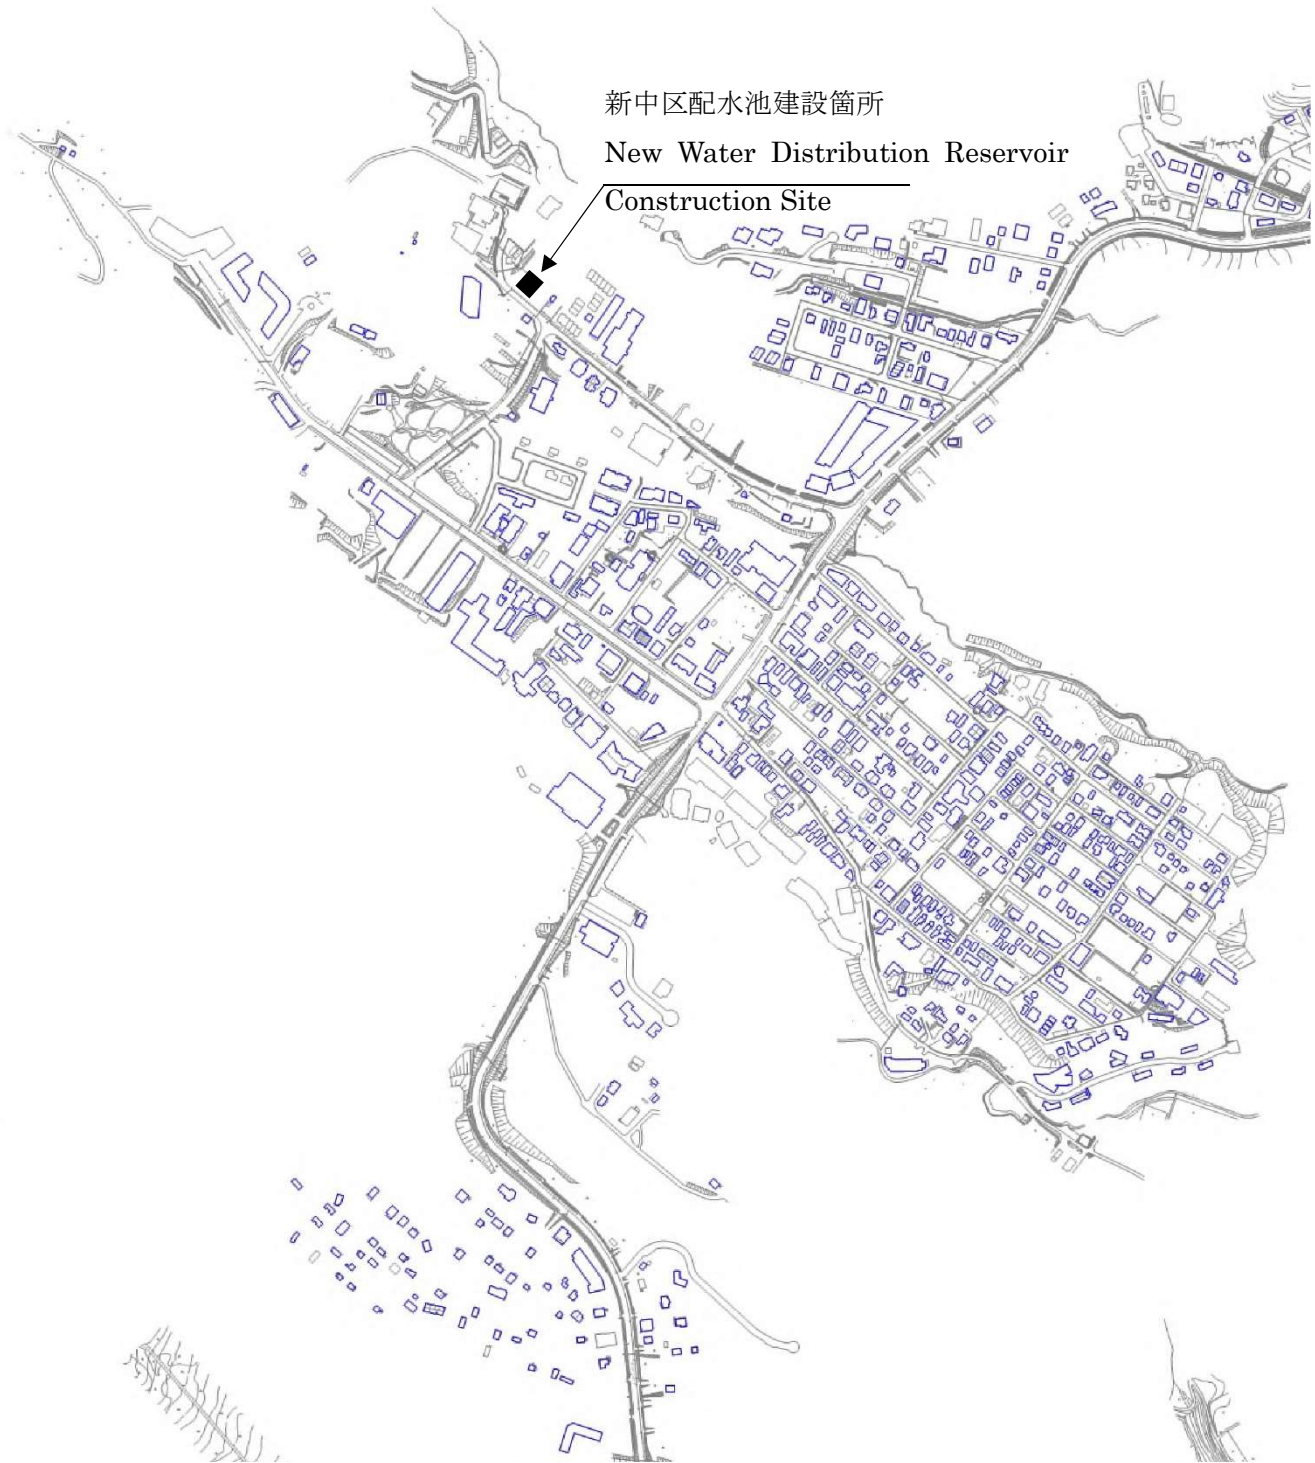 新中区配水池建設箇所
New Water Distribution Reservoir
Construction Site